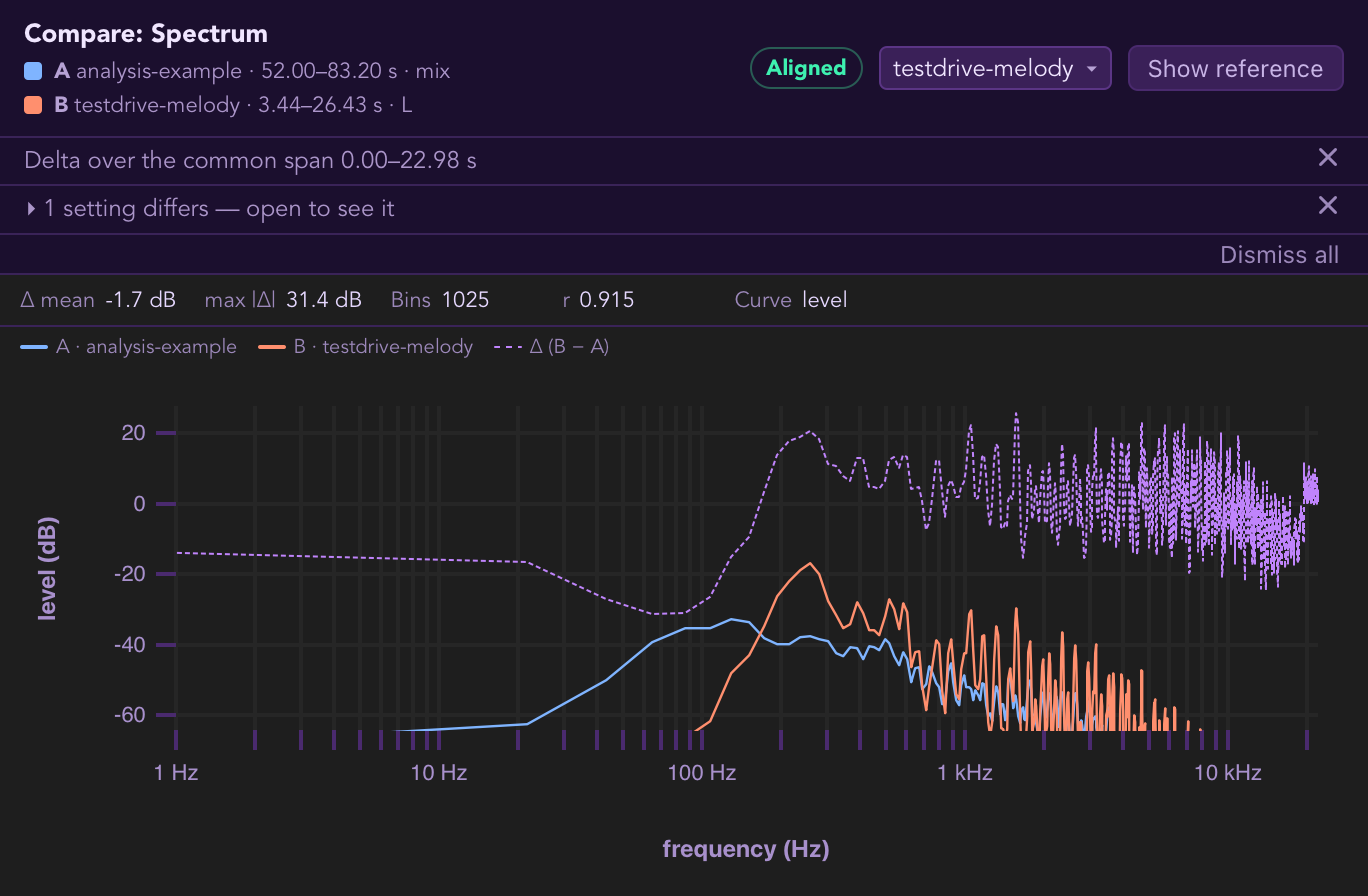 Compare: Spectrum
A analysis-example · 52.00–83.20 s · mix
B testdrive-melody · 3.44–26.43 s · L
Aligned
testdrive-melody
Show reference
Delta over the common span 0.00–22.98 s
1 setting differs — open to see it
Dismiss all
Δ mean -1.7 dB max |Δ| 31.4 dB Bins 1025 r 0.915 Curve level
A · analysis-example B · testdrive-melody Δ (B − A)
20
0
-20
-40
-60
level (dB)
1 Hz 10 Hz 100 Hz 1 kHz 10 kHz
frequency (Hz)